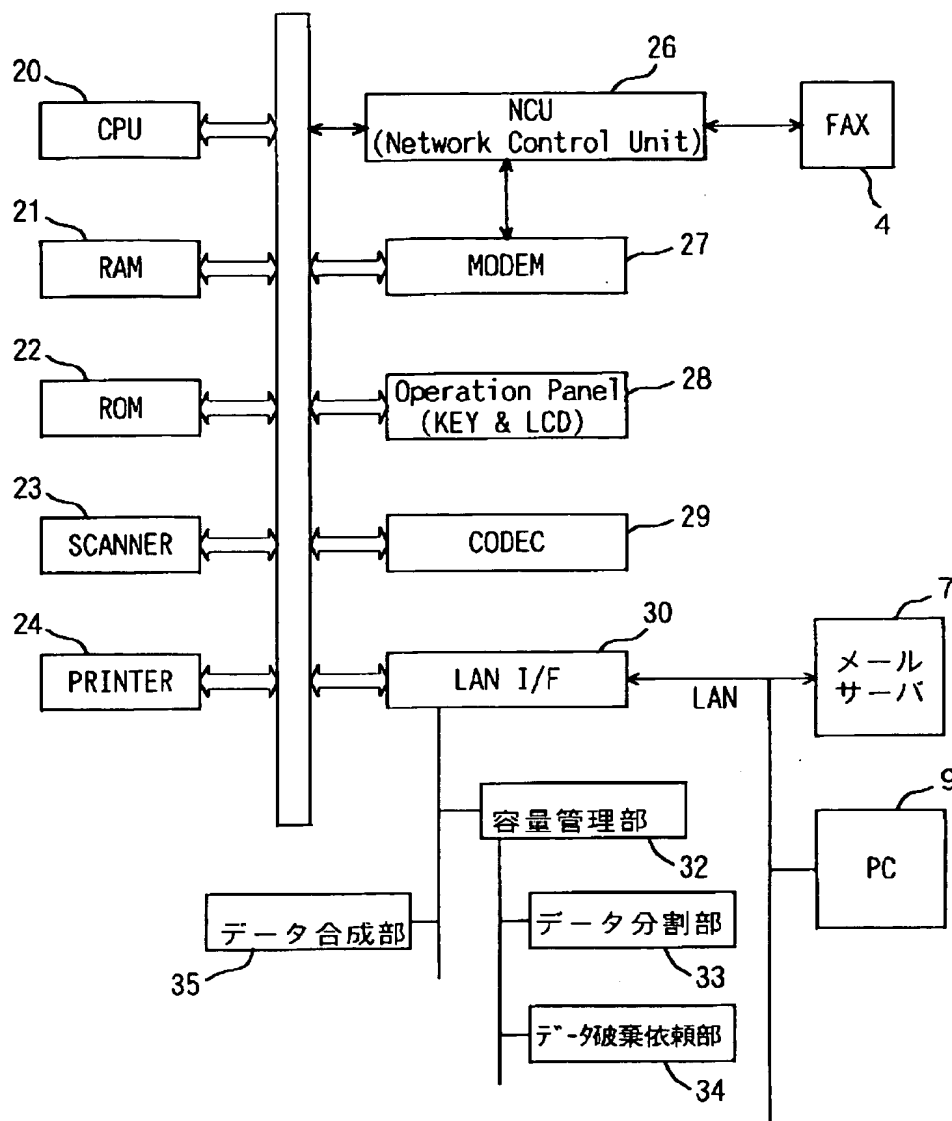 20
CPU
26
NCU
(Network Control Unit)
FAX
4
21
RAM
MODEM
27
22
ROM
Operation Panel
(KEY & LCD)
28
23
SCANNER
CODEC
29
24
PRINTER
30
LAN I/F
LAN
7
メール
サーバ
容量管理部
32
9
PC
データ合成部
35
データ分割部
33
データ破棄依頼部
34